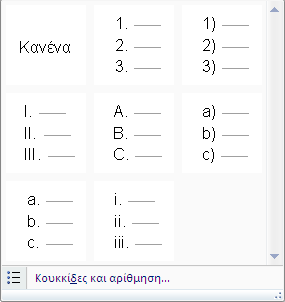 Κανένα
1.
2.
3.
1)
2)
3)
I.
II.
III.
A.
B.
C.
a)
b)
c)
a.
b.
c.
i.
ii.
iii.
Κουκκίδες και αρίθμηση...